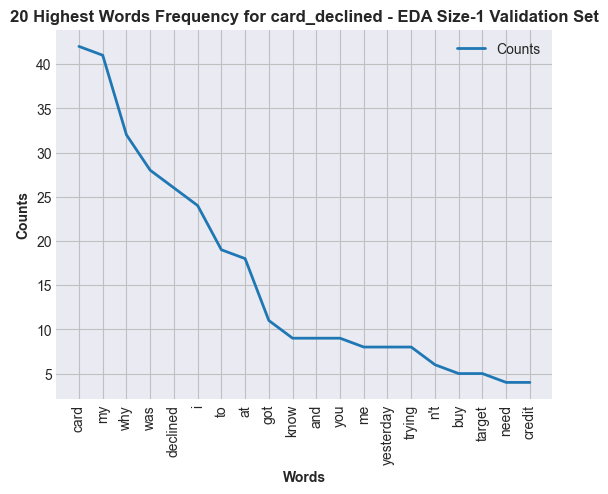 20 Highest Words Frequency for card_declined - EDA Size-1 Validation Set
Counts
40
35
30
25
20
15
10
5
Counts
card
my
why
was
declined
i
to
at
got
know
and
you
me
yesterday
trying
n't
buy
target
need
credit
Words